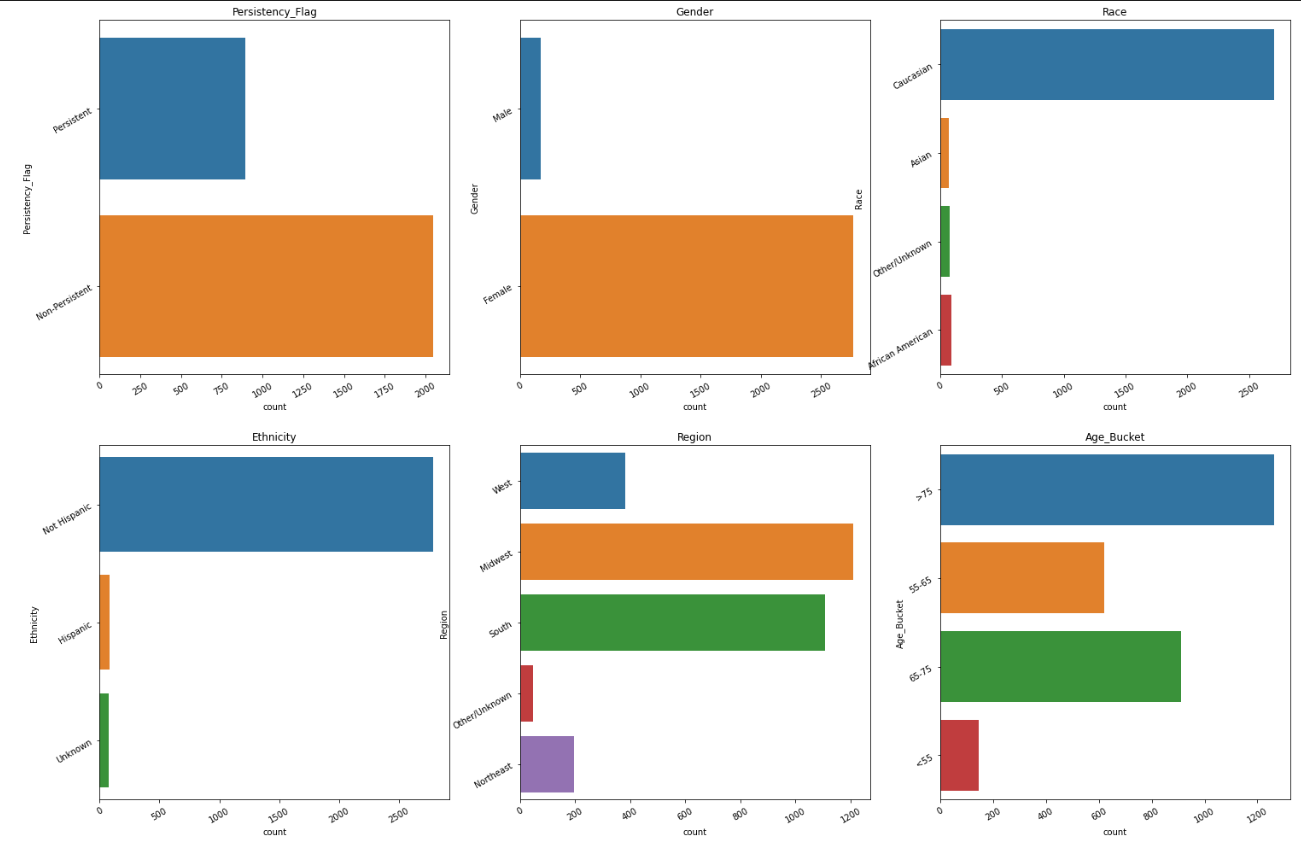 Persistency_Flag
Persistency_Flag
Persistent
Non-Persistent
0 250 500 750 1000 1250 1500 1750 2000
count
Gender
Gender
Male
Female
0 500 1000 1500 2000 2500
count
Race
Race
Caucasian
Asian
Other/Unknown
African American
0 500 1000 1500 2000 2500
count
Ethnicity
Ethnicity
Not Hispanic
Hispanic
Unknown
0 500 1000 1500 2000 2500
count
Region
Region
West
Midwest
South
Other/Unknown
Northeast
0 200 400 600 800 1000 1200
count
Age_Bucket
Age_Bucket
>75
55-65
65-75
<55
0 200 400 600 800 1000 1200
count